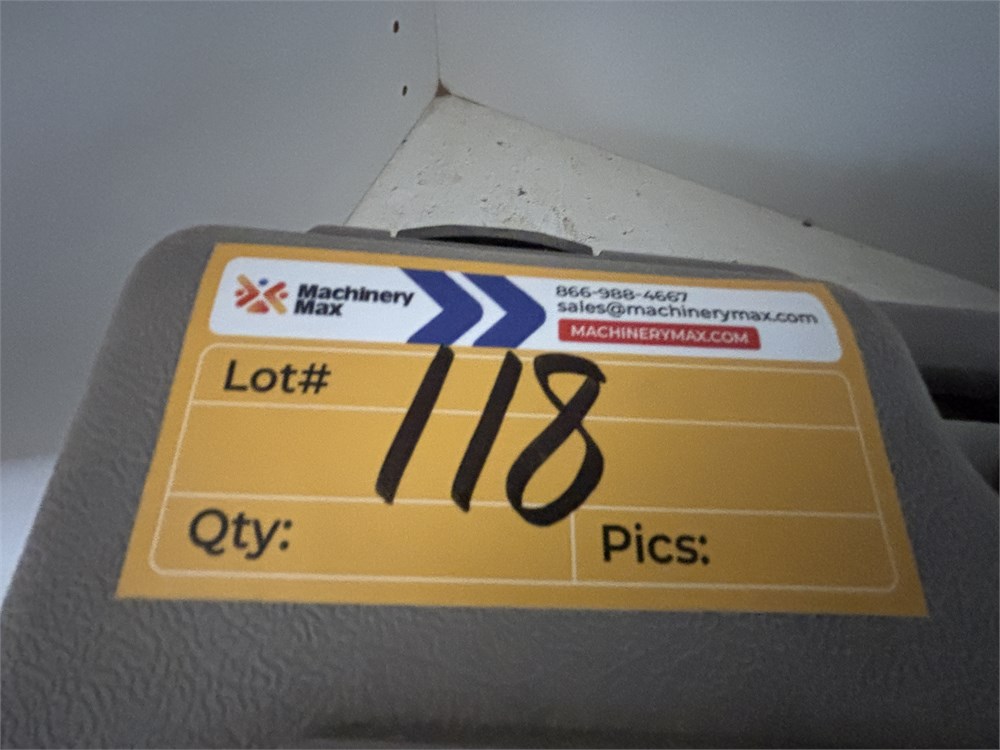 Machinery
Max
866-988-4667
sales@machinerymax.com
MACHINERYMAX.COM
Lot# 118
Qty:
Pics: